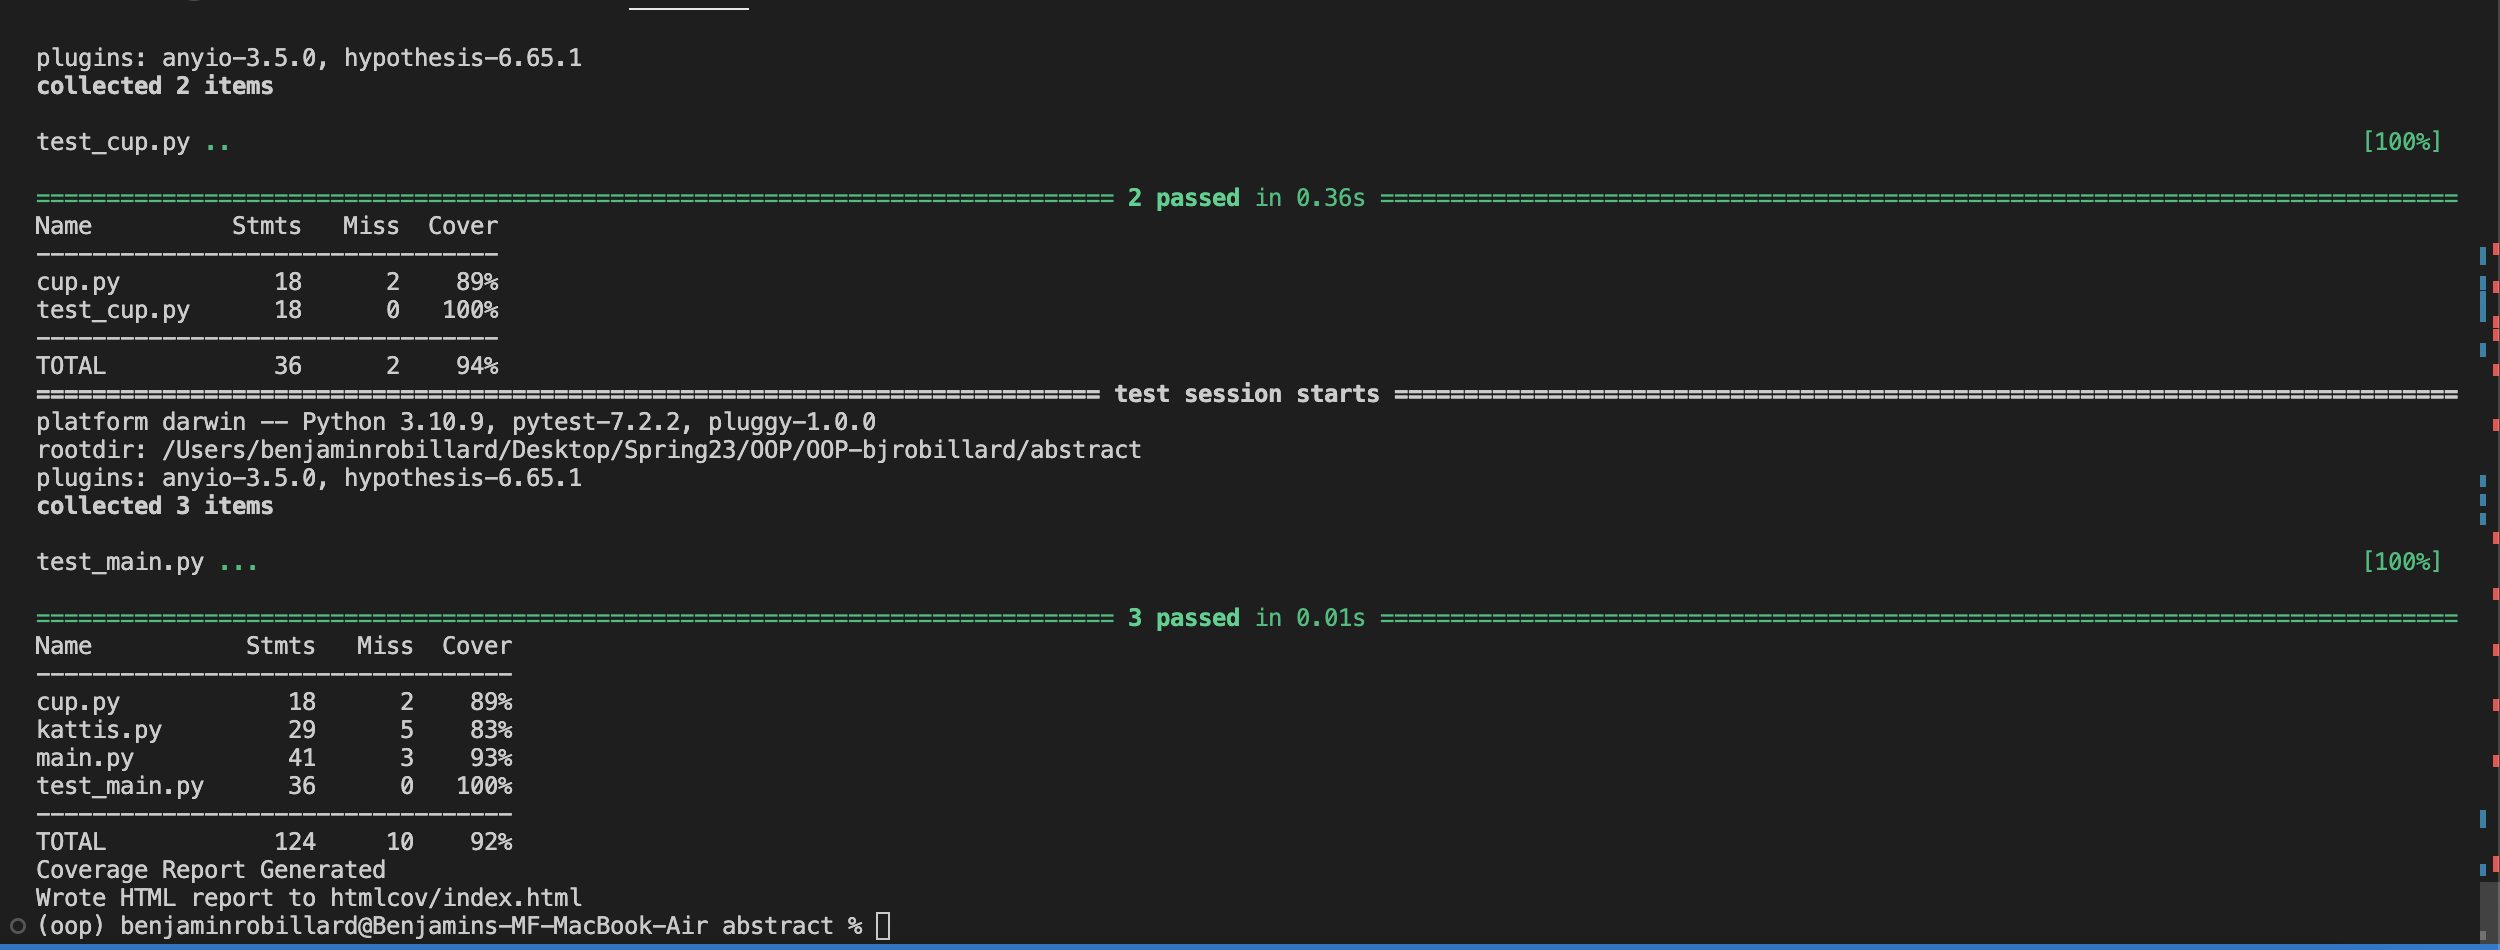 plugins: anyio-3.5.0, hypothesis-6.65.1
collected 2 items
test_cup.py .. [100%]
============================================================================= 2 passed in 0.36s =============================================================================
Name          Stmts   Miss  Cover
---------------------------------
cup.py           18      2    89%
test_cup.py      18      0   100%
---------------------------------
TOTAL            36      2    94%
============================================================================ test session starts ============================================================================
platform darwin -- Python 3.10.9, pytest-7.2.2, pluggy-1.0.0
rootdir: /Users/benjaminrobillard/Desktop/Spring23/OOP/OOP-bjrobillard/abstract
plugins: anyio-3.5.0, hypothesis-6.65.1
collected 3 items
test_main.py ... [100%]
============================================================================= 3 passed in 0.01s =============================================================================
Name           Stmts   Miss  Cover
----------------------------------
cup.py            18      2    89%
kattis.py         29      5    83%
main.py           41      3    93%
test_main.py      36      0   100%
----------------------------------
TOTAL            124     10    92%
Coverage Report Generated
Wrote HTML report to htmlcov/index.html
(oop) benjaminrobillard@Benjamins-MF-MacBook-Air abstract %